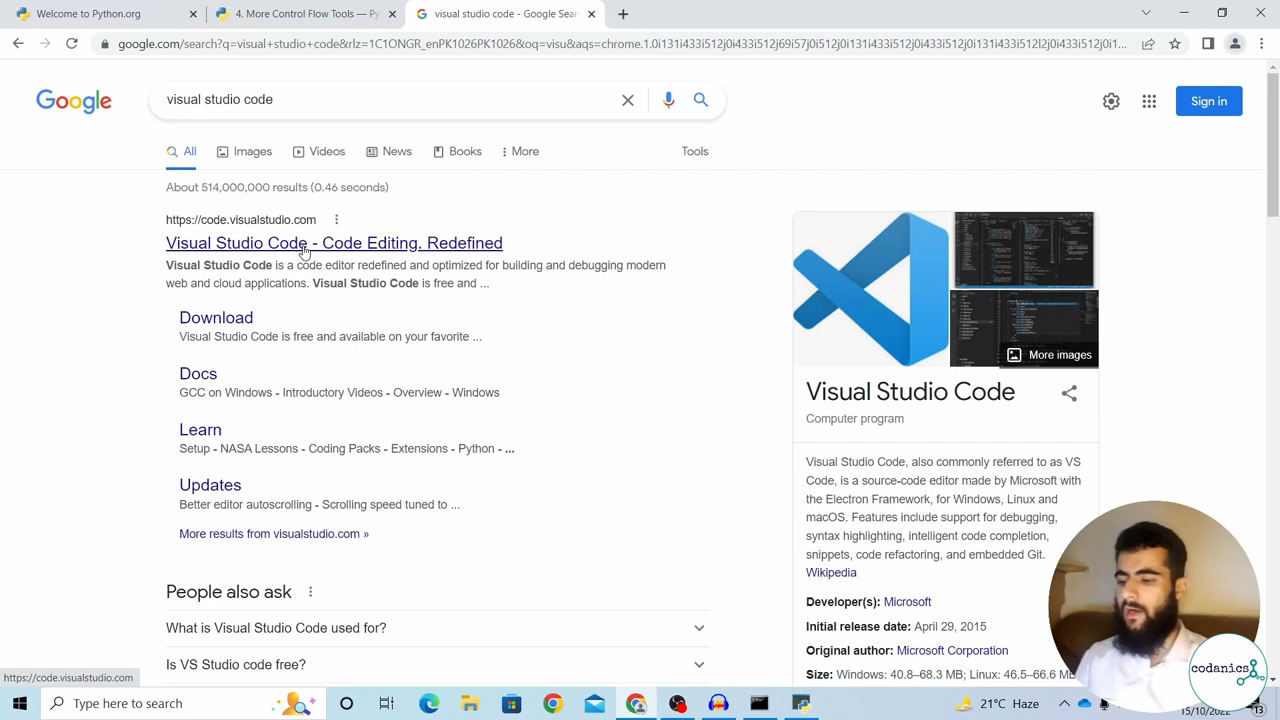 Welcome to Python.org
4. More Control Flow Tools — Py
visual studio code - Google Sear
google.com/search?q=visual+studio+code&rlz=1C1ONGR_enPK1026PK1026&oq=visu&aqs=chrome.1.0i131i433i512j0i433i512j69i57j0i512j0i131i433i512j0i433i512l2j0i512j0i1...
Google
visual studio code
Sign in
All
Images
Videos
News
Books
More
Tools
About 514,000,000 results (0.46 seconds)
https://code.visualstudio.com
Visual Studio Code - Code Editing. Redefined
Visual Studio Code is a code editor redefined and optimized for building and debugging modern
web and cloud applications. Visual Studio Code is free and ...
Download
Visual Studio Code is free and available on your favorite ...
Docs
GCC on Windows - Introductory Videos - Overview - Windows
Learn
Setup - NASA Lessons - Coding Packs - Extensions - Python - ...
Updates
Better editor autoscrolling - Scrolling speed tuned to ...
More results from visualstudio.com »
People also ask
What is Visual Studio Code used for?
Is VS Studio code free?
More images
Visual Studio Code
Computer program
Visual Studio Code, also commonly referred to as VS
Code, is a source-code editor made by Microsoft with
the Electron Framework, for Windows, Linux and
macOS. Features include support for debugging,
syntax highlighting, intelligent code completion,
snippets, code refactoring, and embedded Git.
Wikipedia
Developer(s): Microsoft
Initial release date: April 29, 2015
Original author: Microsoft Corporation
Size: Windows: 40.8–68.3 MB; Linux: 46.5–66.6 MB
codanics
https://code.visualstudio.com
Type here to search
21°C Haze
15/10/2022
13